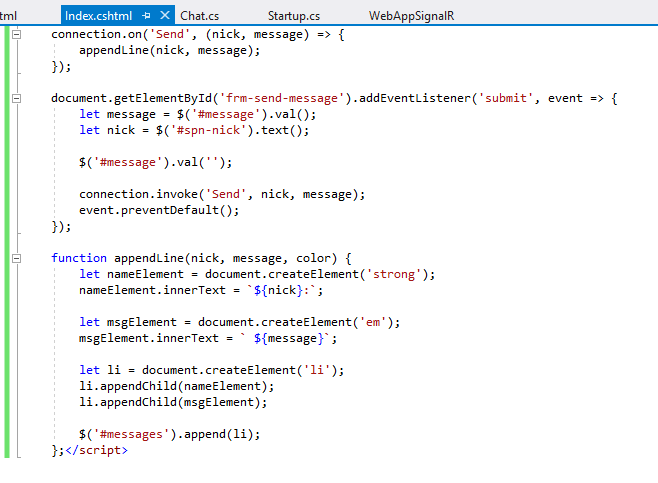 tml Index.cshtml Chat.cs Startup.cs WebAppSignalR
connection.on('Send', (nick, message) => {
    appendLine(nick, message);
});

document.getElementById('frm-send-message').addEventListener('submit', event => {
    let message = $('#message').val();
    let nick = $('#spn-nick').text();

    $('#message').val('');

    connection.invoke('Send', nick, message);
    event.preventDefault();
});

function appendLine(nick, message, color) {
    let nameElement = document.createElement('strong');
    nameElement.innerText = `${nick}:`;

    let msgElement = document.createElement('em');
    msgElement.innerText = ` ${message}`;

    let li = document.createElement('li');
    li.appendChild(nameElement);
    li.appendChild(msgElement);

    $('#messages').append(li);
};</script>